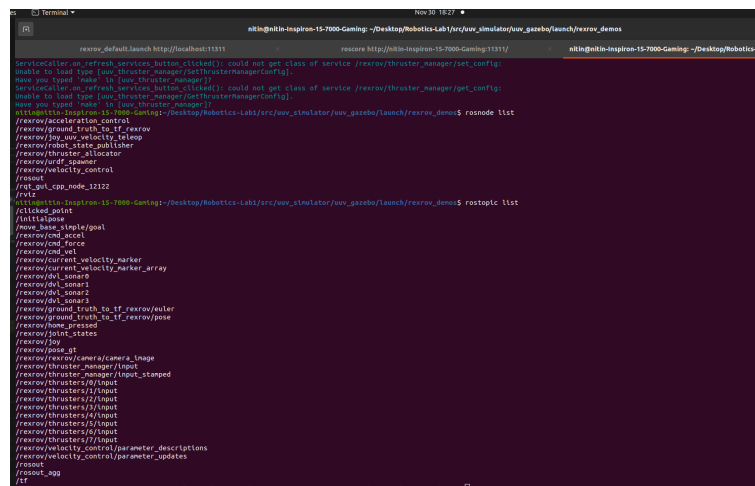 es Terminal ▾ Nov 30 18:27 ●
nitin@nitin-Inspiron-15-7000-Gaming: ~/Desktop/Robotics-Lab1/src/uuv_simulator/uuv_gazebo/launch/rexrov_demos
rexrov_default.launch http://localhost:11311 × roscore http://nitin-Inspiron-15-7000-Gaming:11311/ × nitin@nitin-Inspiron-15-7000-Gaming: ~/Desktop/Robotics-
ServiceCaller.on_refresh_services_button_clicked(): could not get class of service /rexrov/thruster_manager/set_config:
Unable to load type [uuv_thruster_manager/SetThrusterManagerConfig].
Have you typed 'make' in [uuv_thruster_manager]?
ServiceCaller.on_refresh_services_button_clicked(): could not get class of service /rexrov/thruster_manager/get_config:
Unable to load type [uuv_thruster_manager/GetThrusterManagerConfig].
Have you typed 'make' in [uuv_thruster_manager]?
nitin@nitin-Inspiron-15-7000-Gaming:~/Desktop/Robotics-Lab1/src/uuv_simulator/uuv_gazebo/launch/rexrov_demos$ rosnode list
/rexrov/acceleration_control
/rexrov/ground_truth_to_tf_rexrov
/rexrov/joy_uuv_velocity_teleop
/rexrov/robot_state_publisher
/rexrov/thruster_allocator
/rexrov/urdf_spawner
/rexrov/velocity_control
/rosout
/rqt_gui_cpp_node_12122
/rviz
nitin@nitin-Inspiron-15-7000-Gaming:~/Desktop/Robotics-Lab1/src/uuv_simulator/uuv_gazebo/launch/rexrov_demos$ rostopic list
/clicked_point
/initialpose
/move_base_simple/goal
/rexrov/cmd_accel
/rexrov/cmd_force
/rexrov/cmd_vel
/rexrov/current_velocity_marker
/rexrov/current_velocity_marker_array
/rexrov/dvl_sonar0
/rexrov/dvl_sonar1
/rexrov/dvl_sonar2
/rexrov/dvl_sonar3
/rexrov/ground_truth_to_tf_rexrov/euler
/rexrov/ground_truth_to_tf_rexrov/pose
/rexrov/home_pressed
/rexrov/joint_states
/rexrov/joy
/rexrov/pose_gt
/rexrov/rexrov/camera/camera_image
/rexrov/thruster_manager/input
/rexrov/thruster_manager/input_stamped
/rexrov/thrusters/0/input
/rexrov/thrusters/1/input
/rexrov/thrusters/2/input
/rexrov/thrusters/3/input
/rexrov/thrusters/4/input
/rexrov/thrusters/5/input
/rexrov/thrusters/6/input
/rexrov/thrusters/7/input
/rexrov/velocity_control/parameter_descriptions
/rexrov/velocity_control/parameter_updates
/rosout
/rosout_agg
/tf